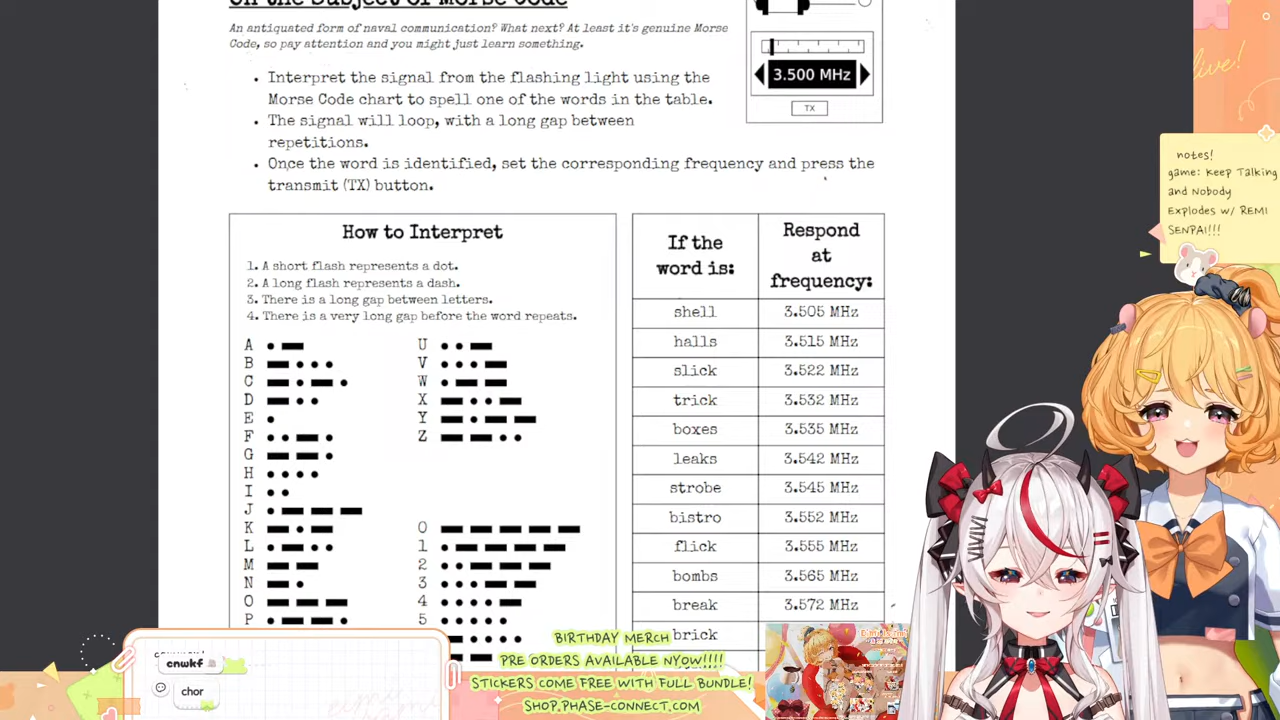 On the Subject of Morse Code
An antiquated form of naval communication? What next? At least it's genuine Morse
Code, so pay attention and you might just learn something.
• Interpret the signal from the flashing light using the
Morse Code chart to spell one of the words in the table.
• The signal will loop, with a long gap between
repetitions.
• Once the word is identified, set the corresponding frequency and press the
transmit (TX) button.
3.500 MHz
TX
How to Interpret
1. A short flash represents a dot.
2. A long flash represents a dash.
3. There is a long gap between letters.
4. There is a very long gap before the word repeats.
A
B
C
D
E
F
G
H
I
J
K
L
M
N
O
P
U
V
W
X
Y
Z
0
1
2
3
4
5
If the word is: Respond at frequency:
shell 3.505 MHz
halls 3.515 MHz
slick 3.522 MHz
trick 3.532 MHz
boxes 3.535 MHz
leaks 3.542 MHz
strobe 3.545 MHz
bistro 3.552 MHz
flick 3.555 MHz
bombs 3.565 MHz
break 3.572 MHz
brick
live!
notes!
game: Keep Talking
and Nobody
Explodes w/ REMI
SENPAI!!!
cnwkf
chor
BIRTHDAY MERCH
PRE ORDERS AVAILABLE NYOW!!!!
STICKERS COME FREE WITH FULL BUNDLE!
SHOP.PHASE-CONNECT.COM